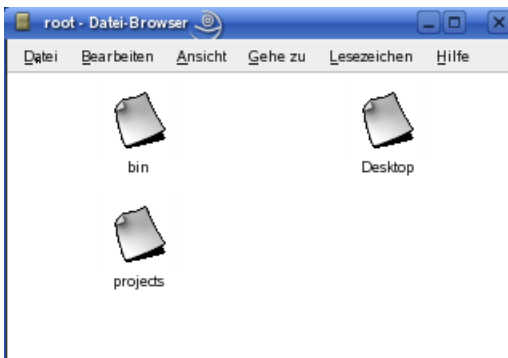 root - Datei-Browser
Datei Bearbeiten Ansicht Gehe zu Lesezeichen Hilfe
bin Desktop
projects